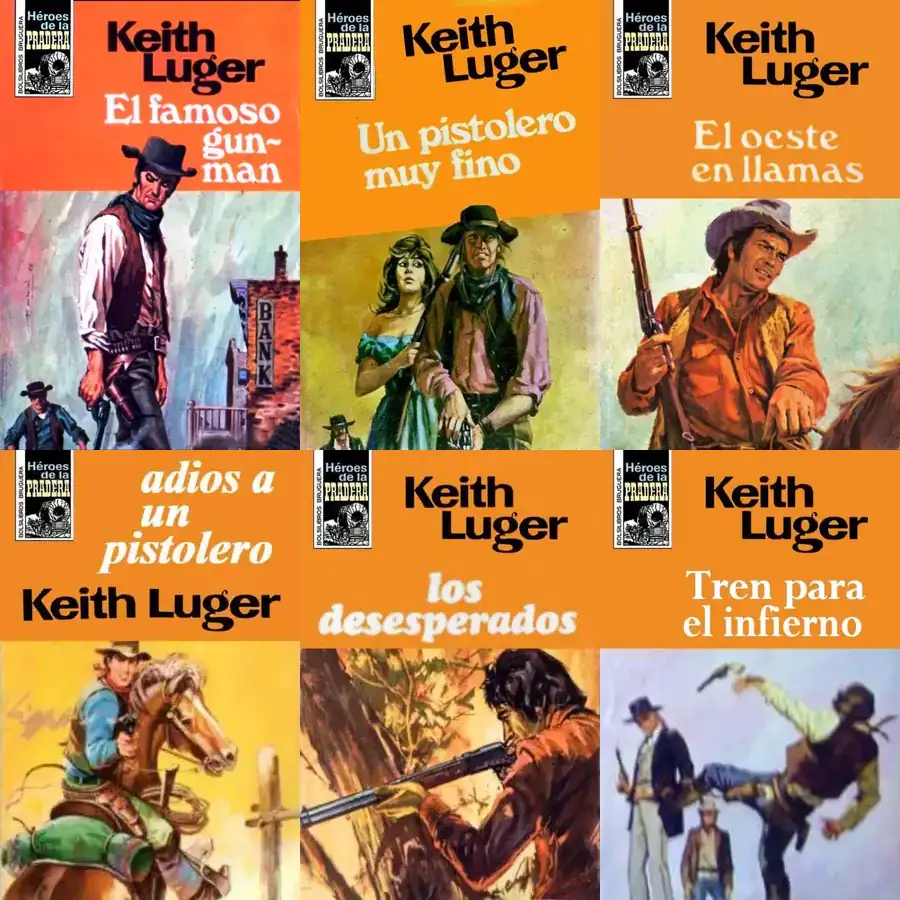 BOLSILIBROS BRUGUERA
Héroes
de la
PRADERA
Keith
Luger
El famoso
gun-
man
BANK
BOLSILIBROS BRUGUERA
Héroes
de la
PRADERA
Keith
Luger
Un pistolero
muy fino
BOLSILIBROS BRUGUERA
Héroes
de la
PRADERA
Keith
Luger
El oeste
en llamas
BOLSILIBROS BRUGUERA
Héroes
de la
PRADERA
adios a
un
pistolero
Keith Luger
BOLSILIBROS BRUGUERA
Héroes
de la
PRADERA
Keith
Luger
los
desesperados
BOLSILIBROS BRUGUERA
Héroes
de la
PRADERA
Keith
Luger
Tren para
el infierno